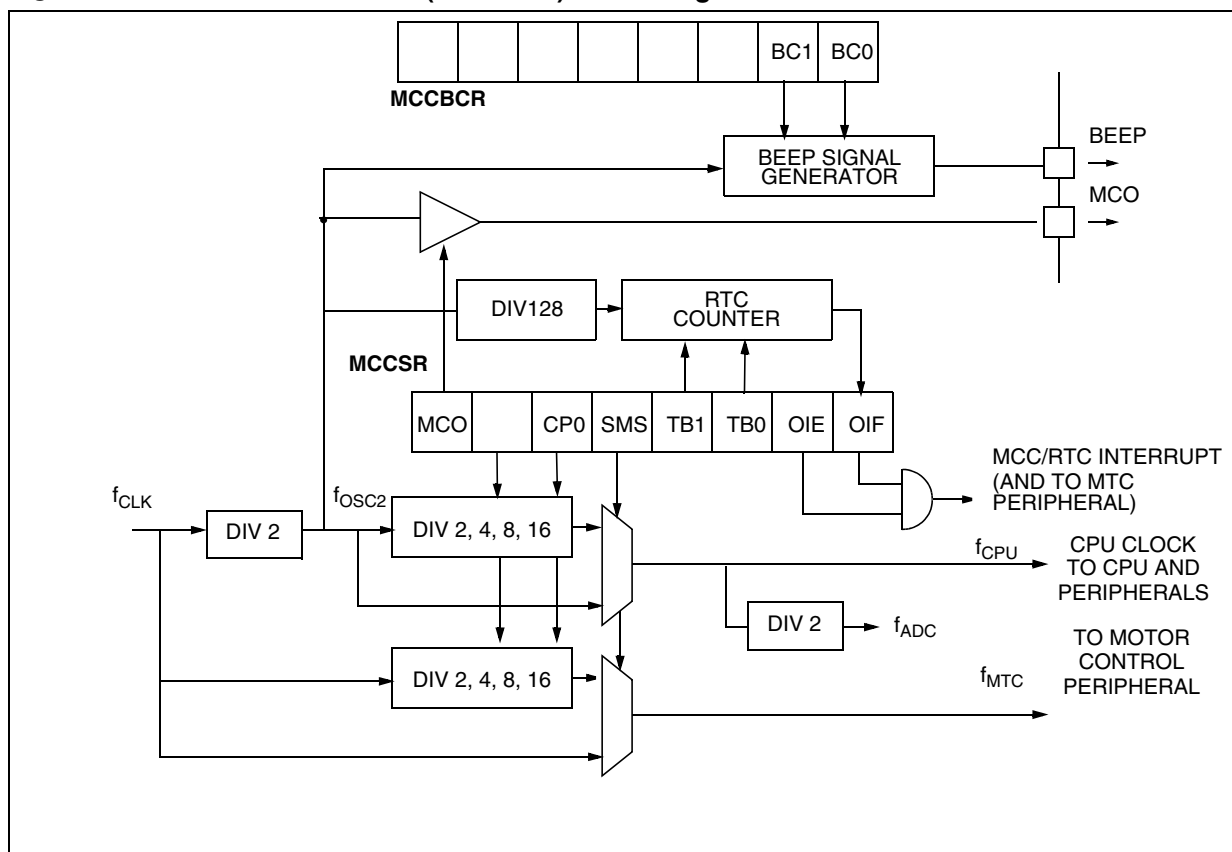 BC1 BC0
MCCBCR
BEEP SIGNAL
GENERATOR
BEEP
MCO
DIV128
RTC
COUNTER
MCCSR
MCO CP0 SMS TB1 TB0 OIE OIF
MCC/RTC INTERRUPT
(AND TO MTC
PERIPHERAL)
fCLK
DIV 2
fOSC2
DIV 2, 4, 8, 16
fCPU
CPU CLOCK
TO CPU AND
PERIPHERALS
DIV 2
fADC
DIV 2, 4, 8, 16
fMTC
TO MOTOR
CONTROL
PERIPHERAL